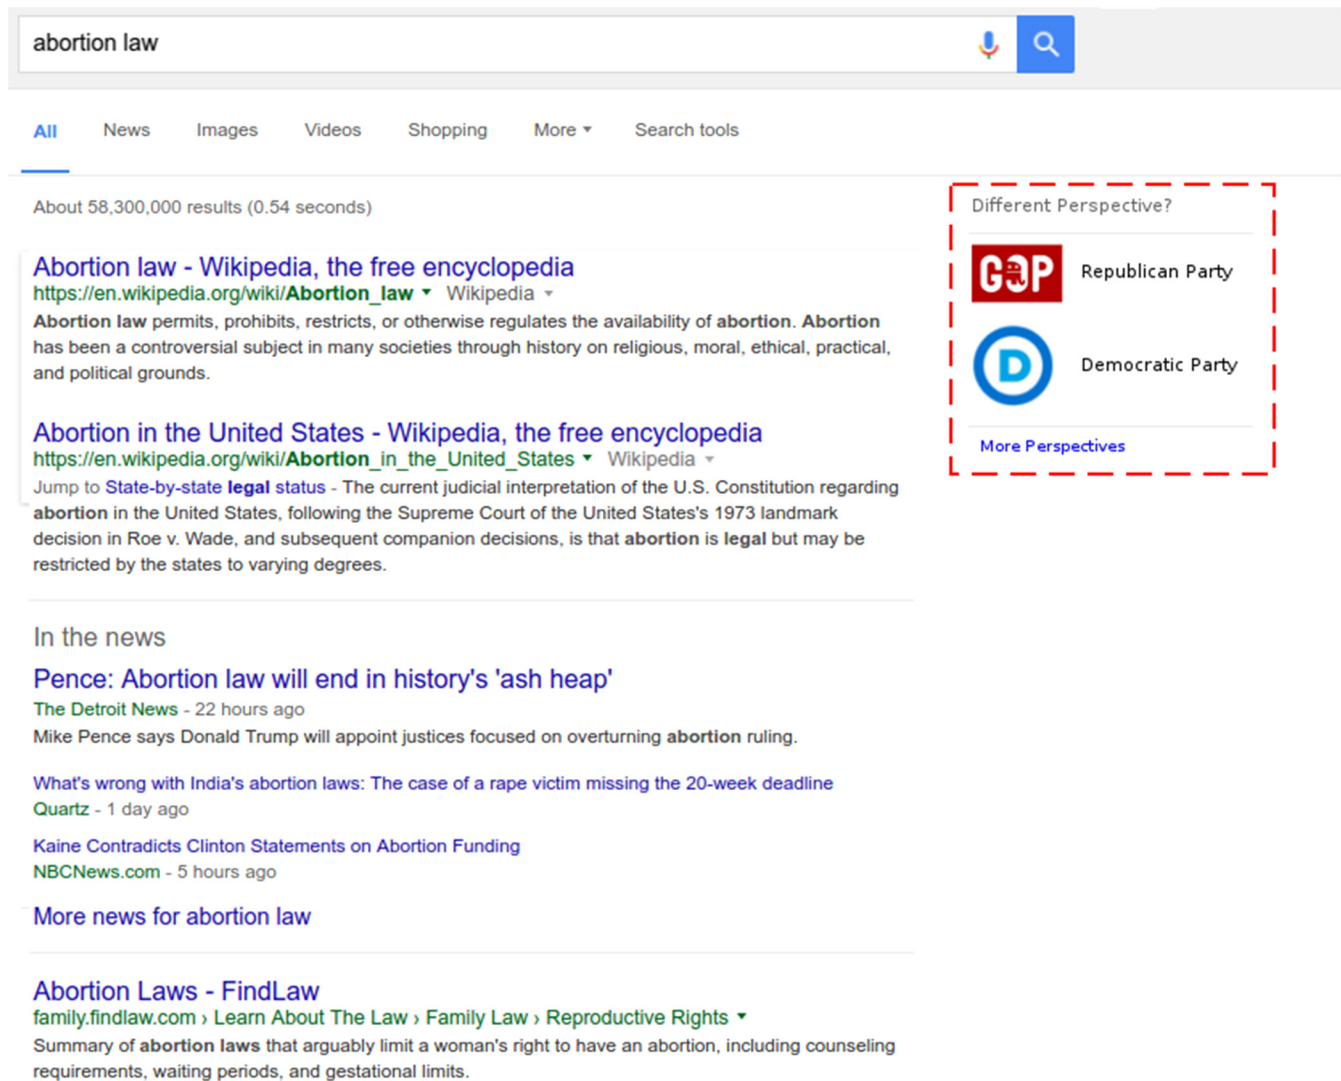 abortion law
All News Images Videos Shopping More Search tools
About 58,300,000 results (0.54 seconds)
Abortion law - Wikipedia, the free encyclopedia
https://en.wikipedia.org/wiki/Abortion_law Wikipedia
Abortion law permits, prohibits, restricts, or otherwise regulates the availability of abortion. Abortion
has been a controversial subject in many societies through history on religious, moral, ethical, practical,
and political grounds.
Abortion in the United States - Wikipedia, the free encyclopedia
https://en.wikipedia.org/wiki/Abortion_in_the_United_States Wikipedia
Jump to State-by-state legal status - The current judicial interpretation of the U.S. Constitution regarding
abortion in the United States, following the Supreme Court of the United States's 1973 landmark
decision in Roe v. Wade, and subsequent companion decisions, is that abortion is legal but may be
restricted by the states to varying degrees.
In the news
Pence: Abortion law will end in history's 'ash heap'
The Detroit News - 22 hours ago
Mike Pence says Donald Trump will appoint justices focused on overturning abortion ruling.
What's wrong with India's abortion laws: The case of a rape victim missing the 20-week deadline
Quartz - 1 day ago
Kaine Contradicts Clinton Statements on Abortion Funding
NBCNews.com - 5 hours ago
More news for abortion law
Abortion Laws - FindLaw
family.findlaw.com › Learn About The Law › Family Law › Reproductive Rights
Summary of abortion laws that arguably limit a woman's right to have an abortion, including counseling
requirements, waiting periods, and gestational limits.
Different Perspective?
GOP Republican Party
D Democratic Party
More Perspectives